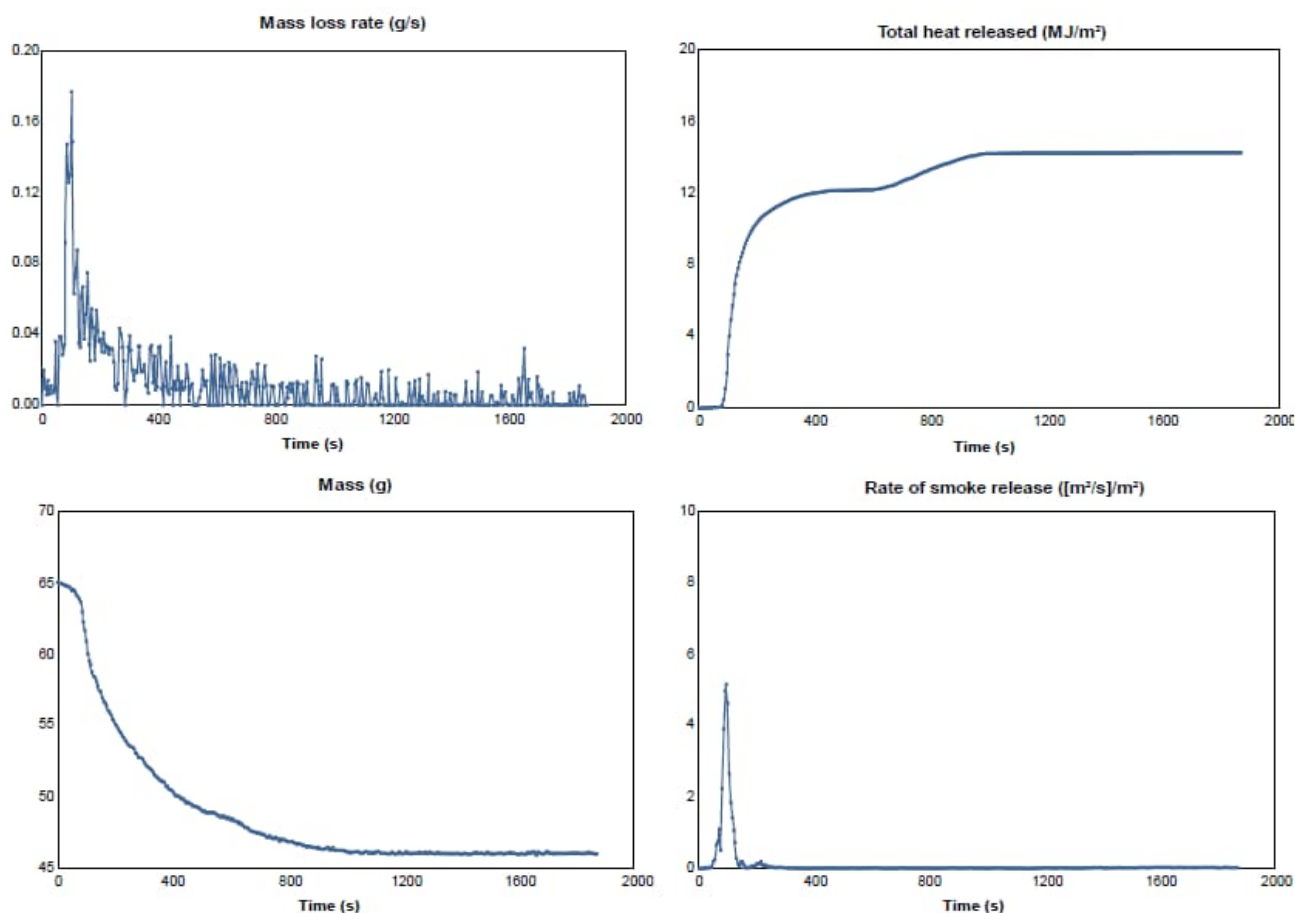 Mass loss rate (g/s)
0.20
0.16
0.12
0.08
0.04
0.00
0 400 800 1200 1600 2000
Time (s)
Total heat released (MJ/m²)
20
16
12
8
4
0
0 400 800 1200 1600 2000
Time (s)
Mass (g)
70
65
60
55
50
45
0 400 800 1200 1600 2000
Time (s)
Rate of smoke release ([m²/s]/m²)
10
8
6
4
2
0
0 400 800 1200 1600 2000
Time (s)